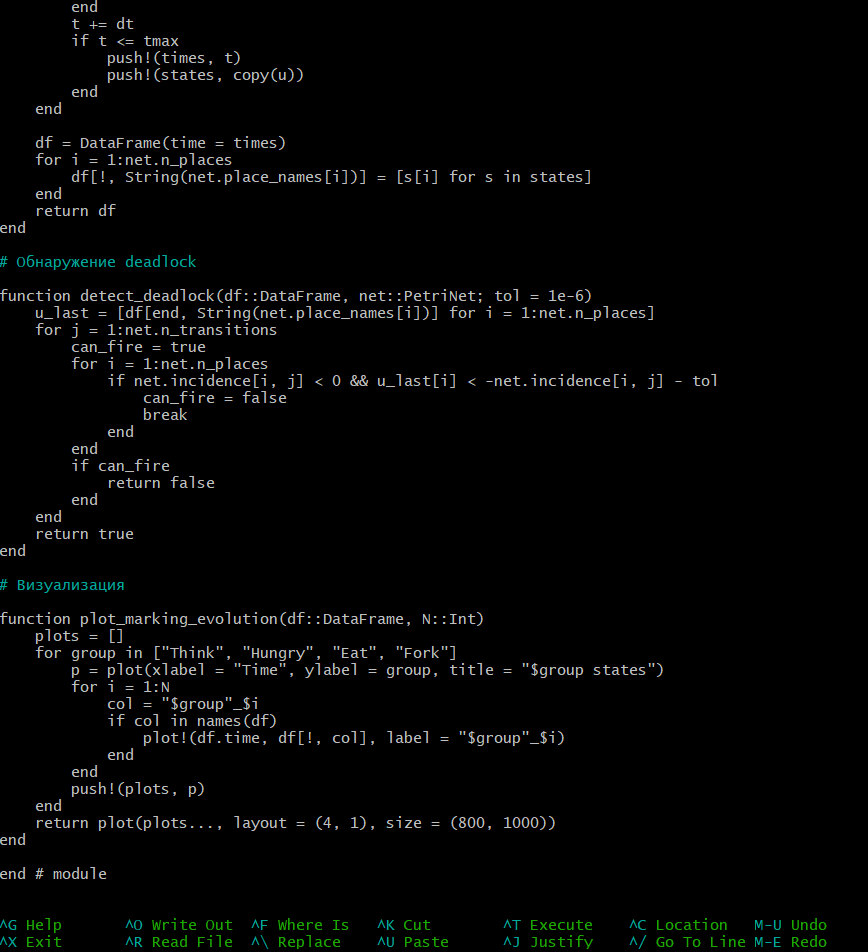 end
        t += dt
        if t <= tmax
            push!(times, t)
            push!(states, copy(u))
        end
    end

    df = DataFrame(time = times)
    for i = 1:net.n_places
        df[!, String(net.place_names[i])] = [s[i] for s in states]
    end
    return df
end

# Обнаружение deadlock

function detect_deadlock(df::DataFrame, net::PetriNet; tol = 1e-6)
    u_last = [df[end, String(net.place_names[i])] for i = 1:net.n_places]
    for j = 1:net.n_transitions
        can_fire = true
        for i = 1:net.n_places
            if net.incidence[i, j] < 0 && u_last[i] < -net.incidence[i, j] - tol
                can_fire = false
                break
            end
        end
        if can_fire
            return false
        end
    end
    return true
end

# Визуализация

function plot_marking_evolution(df::DataFrame, N::Int)
    plots = []
    for group in ["Think", "Hungry", "Eat", "Fork"]
        p = plot(xlabel = "Time", ylabel = group, title = "$group states")
        for i = 1:N
            col = "$group"_$i
            if col in names(df)
                plot!(df.time, df[!, col], label = "$group"_$i)
            end
        end
        push!(plots, p)
    end
    return plot(plots..., layout = (4, 1), size = (800, 1000))
end

end # module

^G Help ^O Write Out ^F Where Is ^K Cut ^T Execute ^C Location M-U Undo
^X Exit ^R Read File ^\ Replace ^U Paste ^J Justify ^/ Go To Line M-E Redo